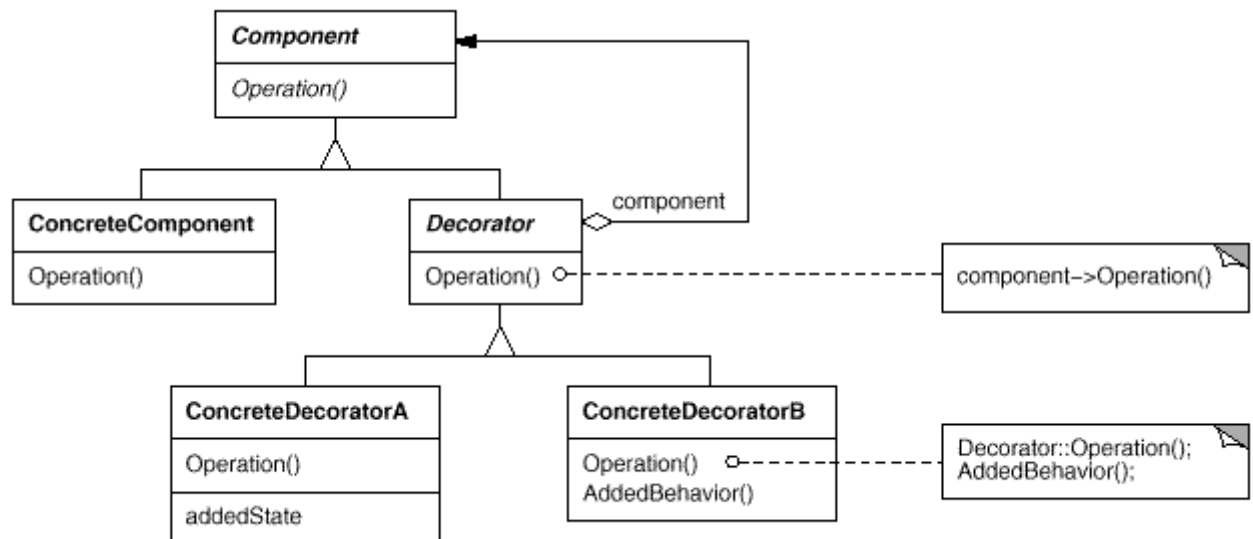 Component
Operation()
component
ConcreteComponent
Operation()
Decorator
Operation()
component->Operation()
ConcreteDecoratorA
Operation()
addedState
ConcreteDecoratorB
Operation()
AddedBehavior()
Decorator::Operation();
AddedBehavior();